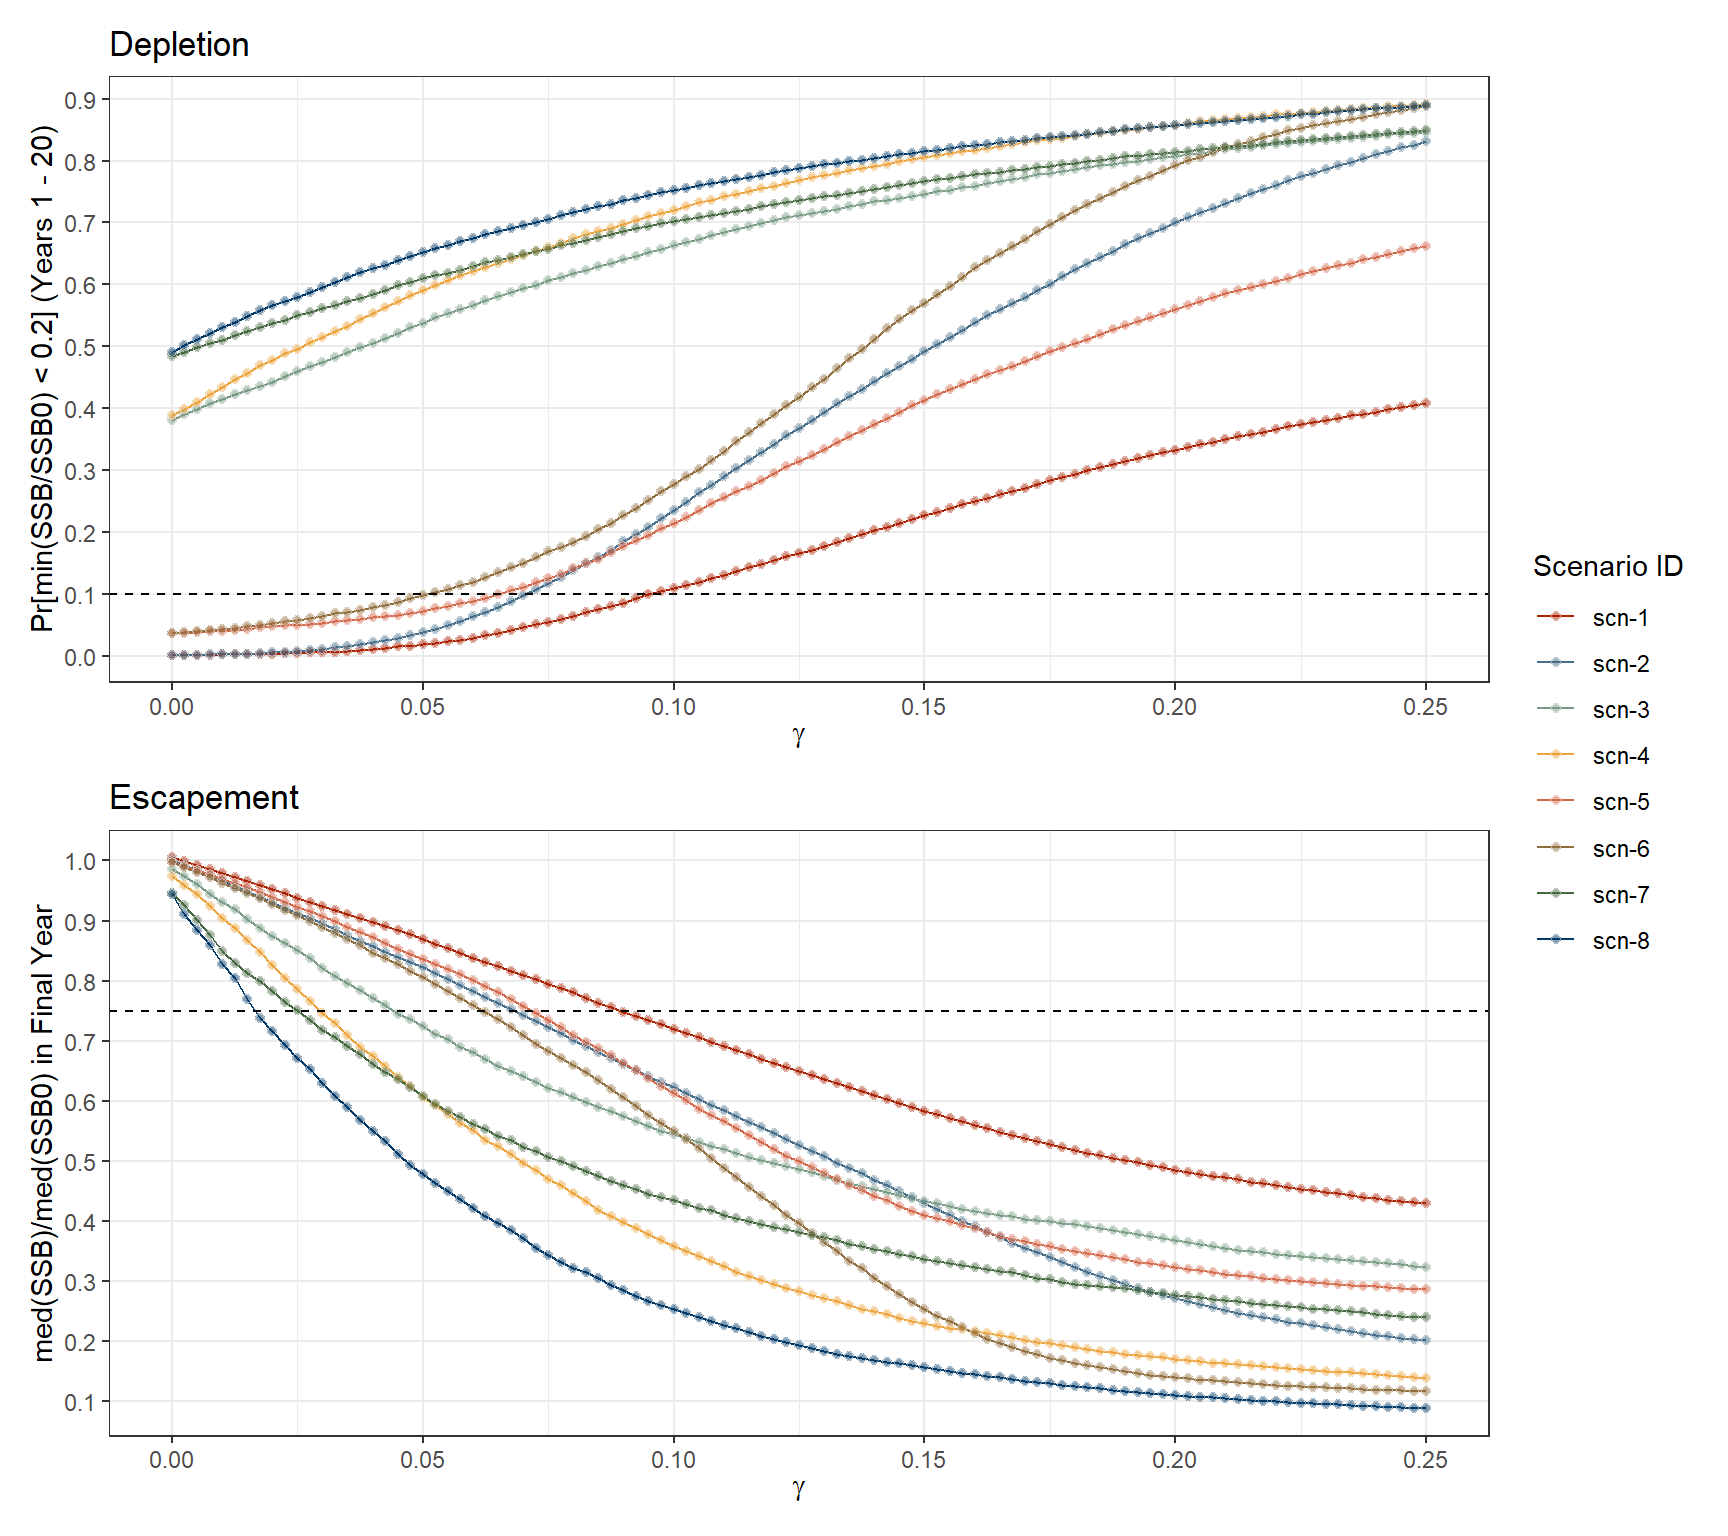 Depletion
Pr[min(SSB/SSB0) < 0.2] (Years 1 - 20)
0.9
0.8
0.7
0.6
0.5
0.4
0.3
0.2
0.1
0.0
0.00 0.05 0.10 0.15 0.20 0.25
γ
Escapement
med(SSB)/med(SSB0) in Final Year
1.0
0.9
0.8
0.7
0.6
0.5
0.4
0.3
0.2
0.1
0.00 0.05 0.10 0.15 0.20 0.25
γ
Scenario ID
scn-1
scn-2
scn-3
scn-4
scn-5
scn-6
scn-7
scn-8